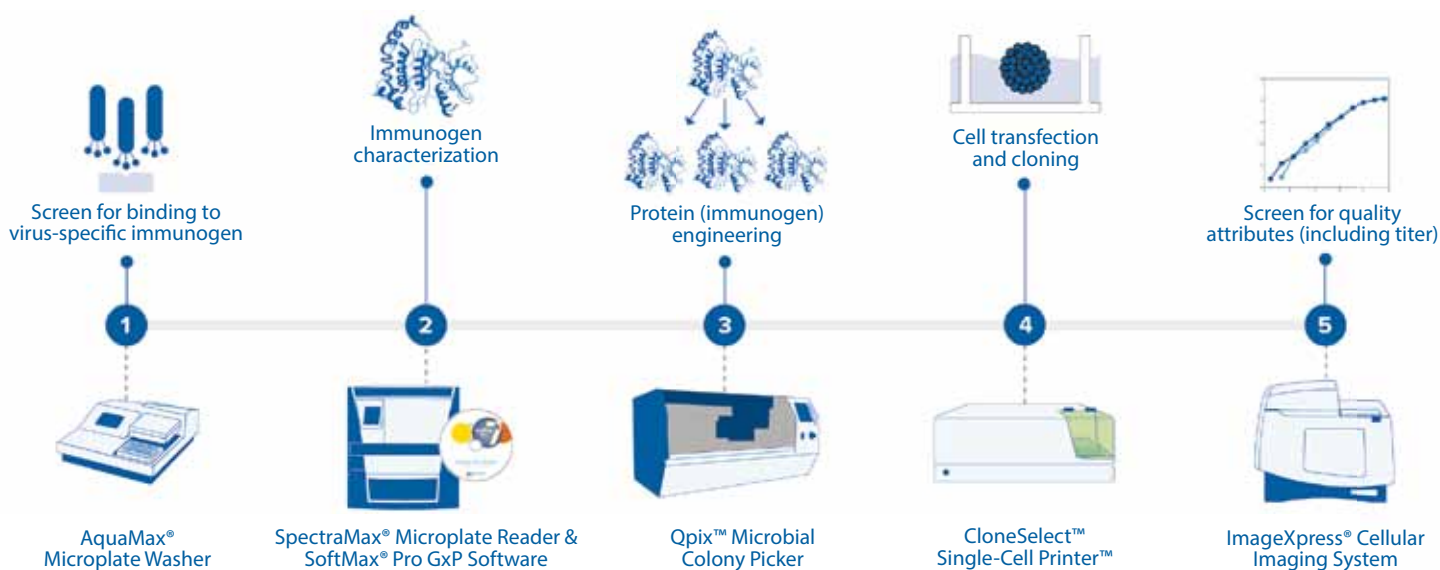 Screen for binding to
virus-specific immunogen
Immunogen
characterization
Protein (immunogen)
engineering
Cell transfection
and cloning
Screen for quality
attributes (including titer)
1
2
3
4
5
AquaMax®
Microplate Washer
SpectraMax® Microplate Reader &
SoftMax® Pro GxP Software
Qpix™ Microbial
Colony Picker
CloneSelect™
Single-Cell Printer™
ImageXpress® Cellular
Imaging System